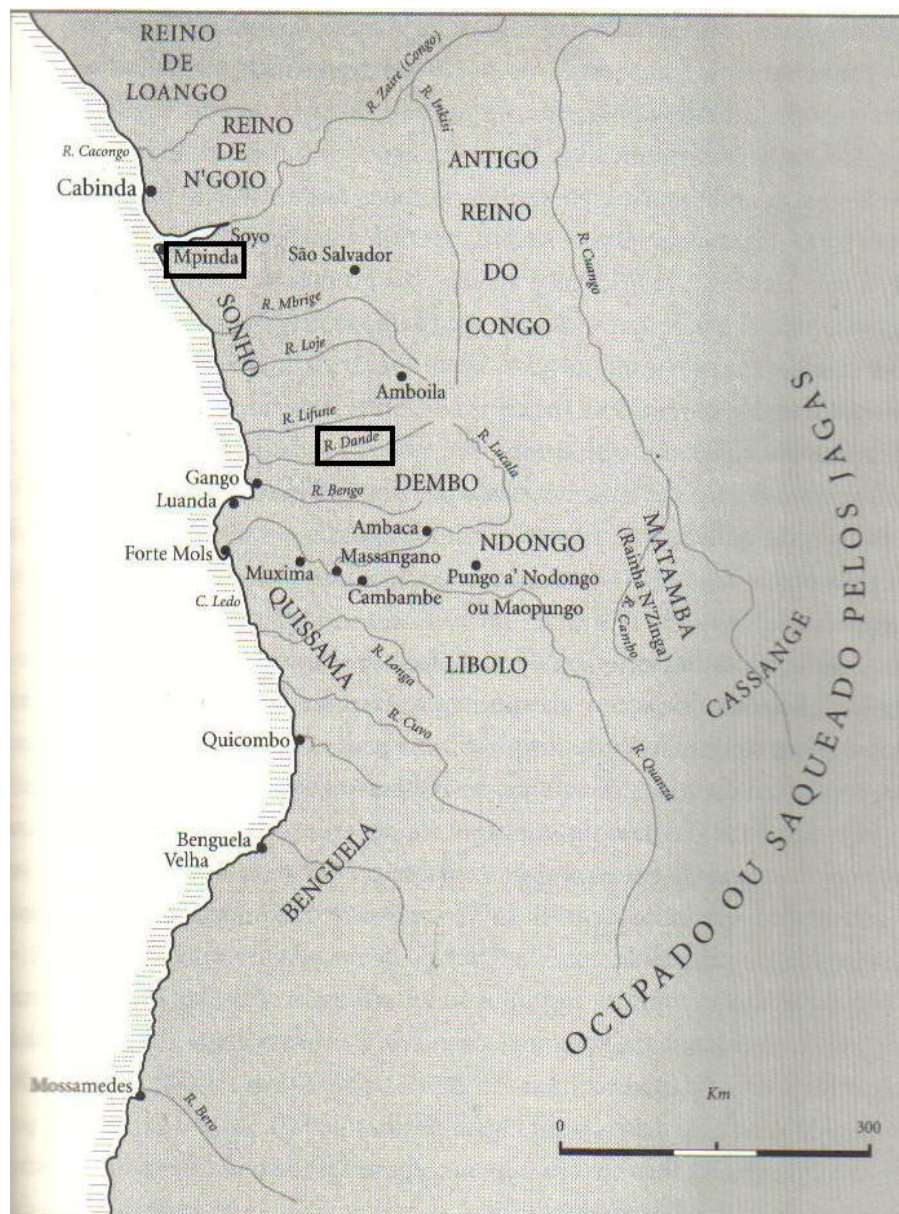 REINO
DE
LOANGO
R. Zaire (Congo)
R. Inkisi
REINO
DE
N'GOIO
R. Cacongo
ANTIGO
REINO
DO
CONGO
Cabinda
Soyo
Mpinda
São Salvador
R. Cuango
SONHO
R. Mbrige
R. Loje
Amboila
R. Lifune
R. Dande
R. Lucala
Gango
R. Bengo
DEMBO
Luanda
Ambaca
NDONGO
Forte Mols
Massangano
Muxima
Pungo a' Nodongo
Cambambe
ou Maopungo
MATAMBA
(Rainha N'Zinga)
R. Cambo
C. Ledo
QUISSAMA
R. Longa
LIBOLO
CASSANGE
R. Cuvo
Quicombo
R. Quanza
Benguela
Velha
BENGUELA
OCUPADO OU SAQUEADO PELOS JAGAS
Mossamedes
R. Bero
Km
0 300